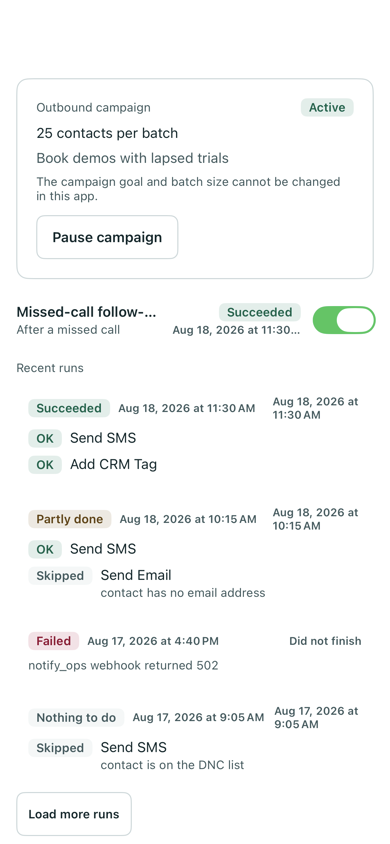 Outbound campaign
Active
25 contacts per batch
Book demos with lapsed trials
The campaign goal and batch size cannot be changed
in this app.
Pause campaign
Missed-call follow-...
Succeeded
After a missed call
Aug 18, 2026 at 11:30...
Recent runs
Succeeded
Aug 18, 2026 at 11:30 AM
Aug 18, 2026 at
11:30 AM
OK
Send SMS
OK
Add CRM Tag
Partly done
Aug 18, 2026 at 10:15 AM
Aug 18, 2026 at
10:15 AM
OK
Send SMS
Skipped
Send Email
contact has no email address
Failed
Aug 17, 2026 at 4:40 PM
Did not finish
notify_ops webhook returned 502
Nothing to do
Aug 17, 2026 at 9:05 AM
Aug 17, 2026 at
9:05 AM
Skipped
Send SMS
contact is on the DNC list
Load more runs